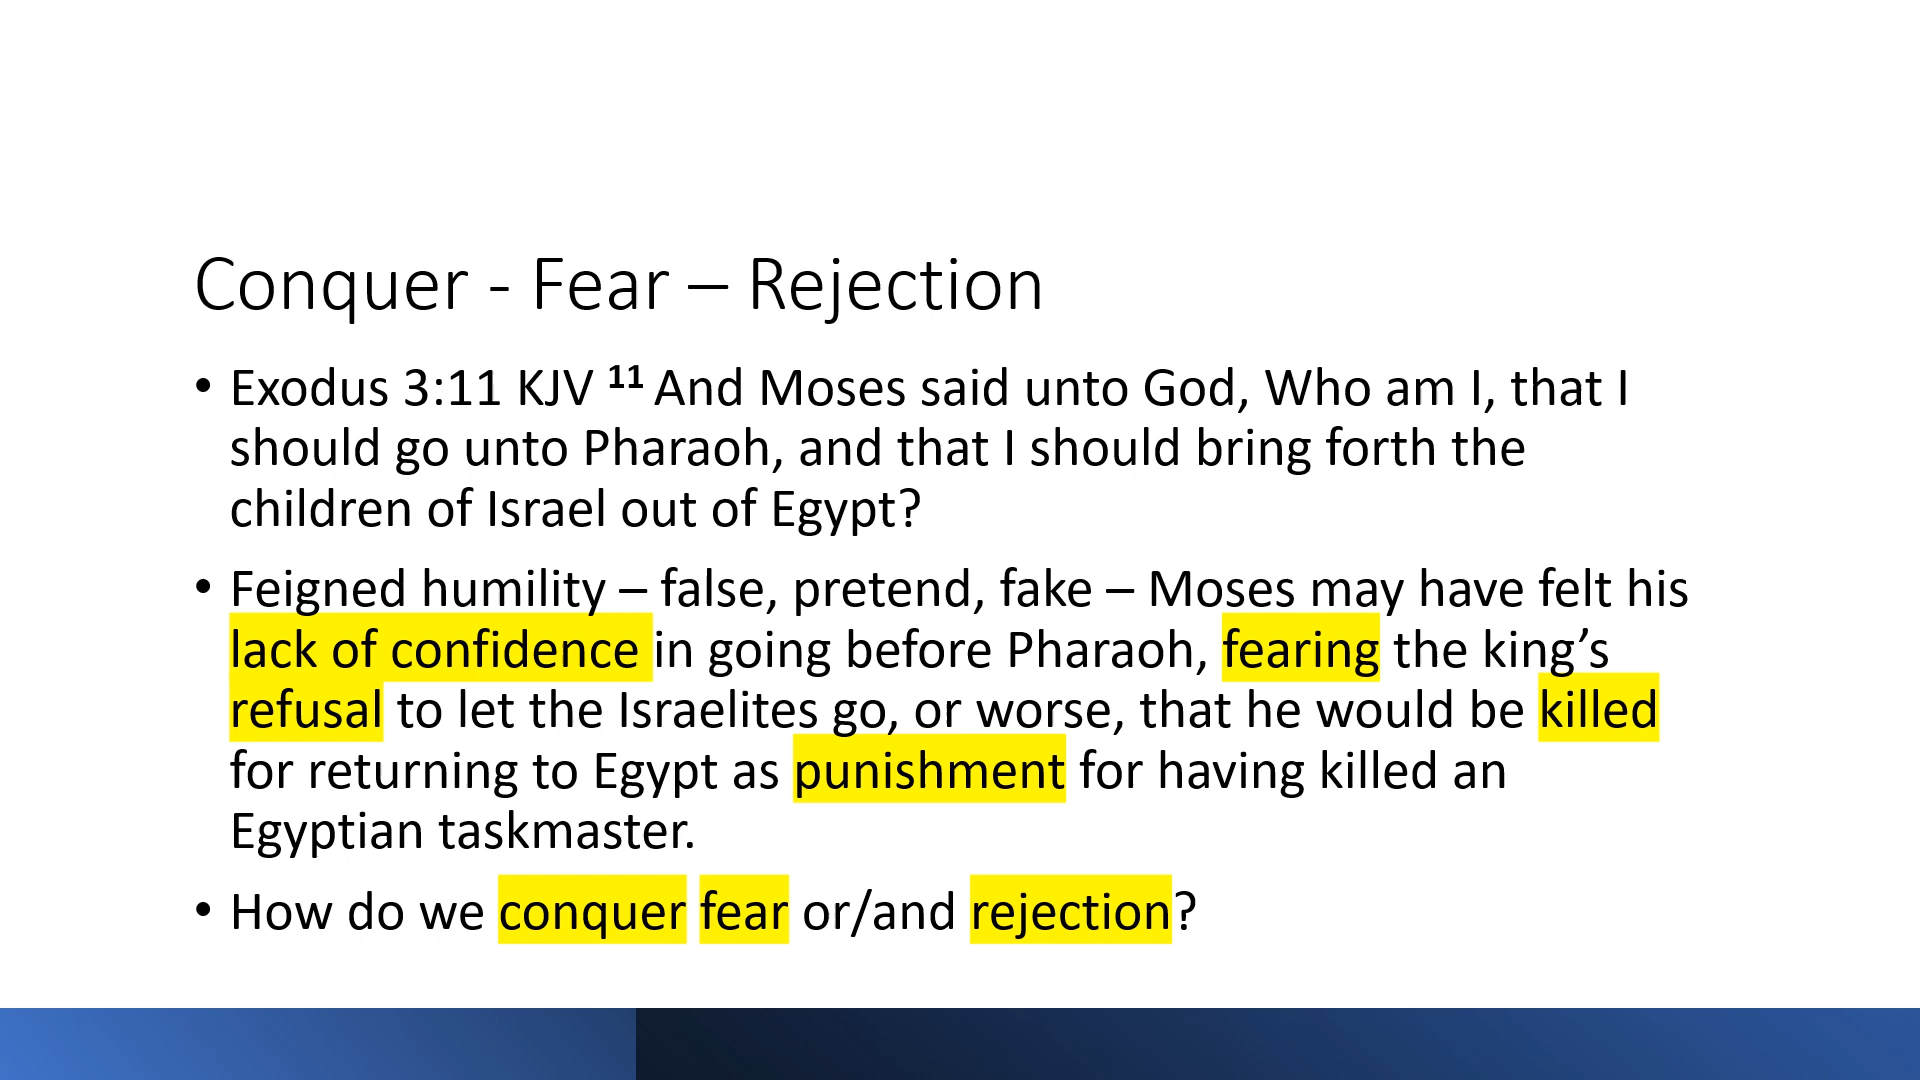 Conquer - Fear – Rejection
• Exodus 3:11 KJV 11 And Moses said unto God, Who am I, that I
should go unto Pharaoh, and that I should bring forth the
children of Israel out of Egypt?
• Feigned humility – false, pretend, fake – Moses may have felt his
lack of confidence in going before Pharaoh, fearing the king’s
refusal to let the Israelites go, or worse, that he would be killed
for returning to Egypt as punishment for having killed an
Egyptian taskmaster.
• How do we conquer fear or/and rejection?